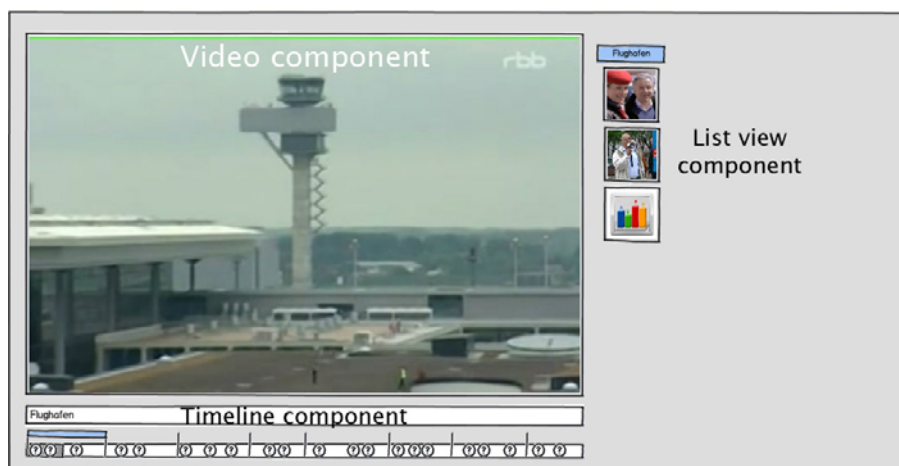 Video component
rbb
Flughafen
List view
component
Flughafen
Timeline component
? ? ? ? ? ? ? ? ? ? ? ? ? ? ? ? ? ? ? ? ? ?